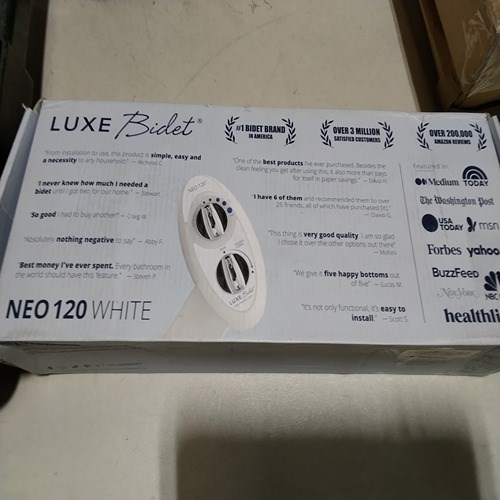 LUXE Bidet®
#1 BIDET BRAND
IN AMERICA
OVER 3 MILLION
SATISFIED CUSTOMERS
OVER 200,000
AMAZON REVIEWS
"From installation to use, this product is simple, easy and
a necessity to any household." — Nicholas C.
"I never knew how much I needed a
bidet until I got two for our home." — Stewart
"So good I had to buy another!" — Craig W.
"Absolutely nothing negative to say" — Abby F.
"Best money I've ever spent. Every bathroom in
the world should have this feature." — Steven P.
NEO 120 WHITE
NEO 120
LUXE Bidet
"One of the best products I've ever purchased. Besides the
clean feeling you get after using this, it also more than pays
for itself in paper savings." — David H.
"I have 6 of them and recommended them to over
25 friends, all of which have purchased [it]."
— Davis G.
"This thing is very good quality. I am so glad
I chose it over the other options out there"
"We give it five happy bottoms out
of five" — Lucas M.
"It's not only functional, it's easy to
install." — Scott S.
Featured in:
Medium TODAY
The Washington Post
USA TODAY msn
Forbes yahoo
BuzzFeed
New York NBC
healthli